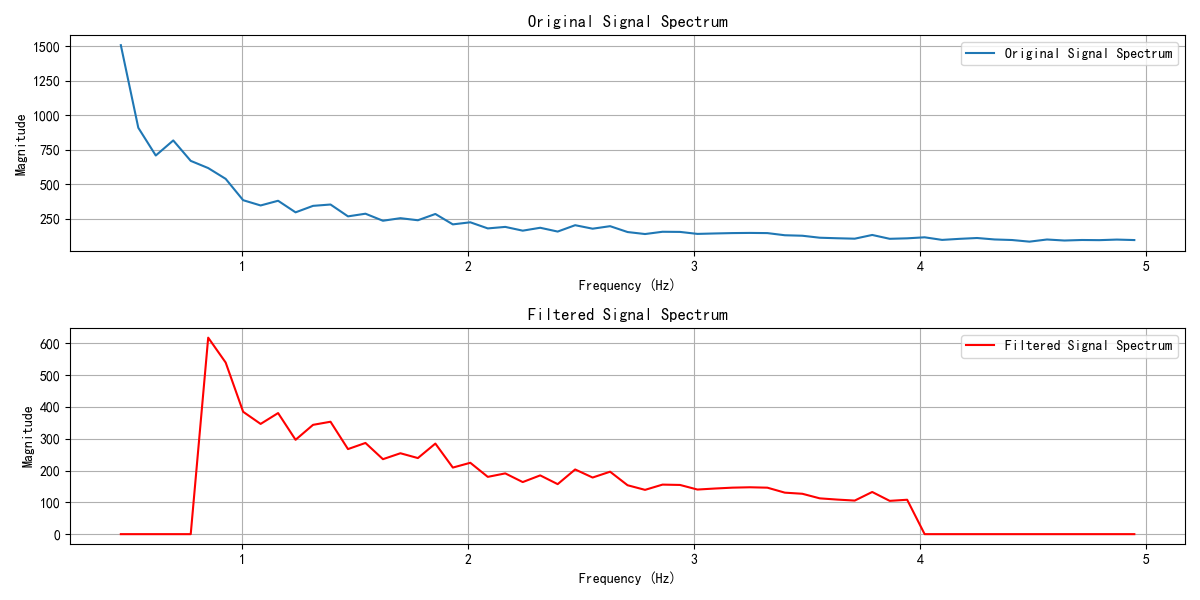 Original Signal Spectrum
Magnitude
1500
1250
1000
750
500
250
Original Signal Spectrum
1 2 3 4 5
Frequency (Hz)
Filtered Signal Spectrum
Magnitude
600
500
400
300
200
100
0
Filtered Signal Spectrum
1 2 3 4 5
Frequency (Hz)